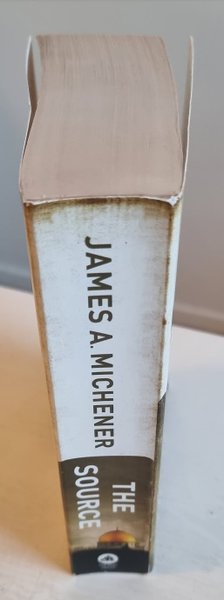 JAMES A. MICHENER
THE
SOURCE